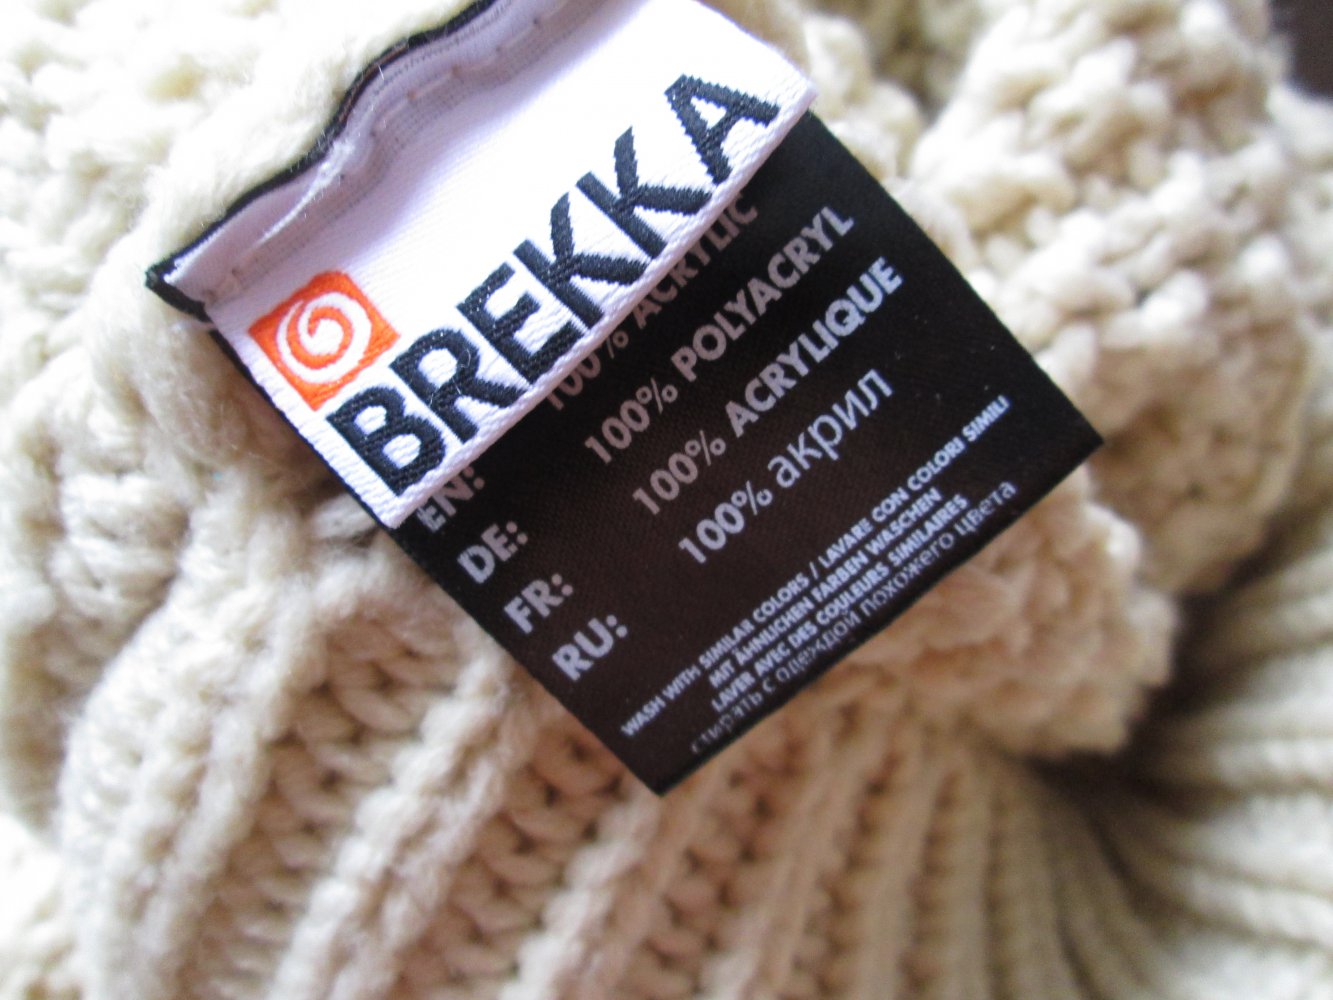 BREKKA
EN: 100% ACRYLIC
DE: 100% POLYACRYL
FR: 100% ACRYLIQUE
RU: 100% акрил
WASH WITH SIMILAR COLORS / LAVARE CON COLORI SIMILI
MIT ÄHNLICHEN FARBEN WASCHEN
LAVER AVEC DES COULEURS SIMILAIRES
стирать с одеждой похожего цвета